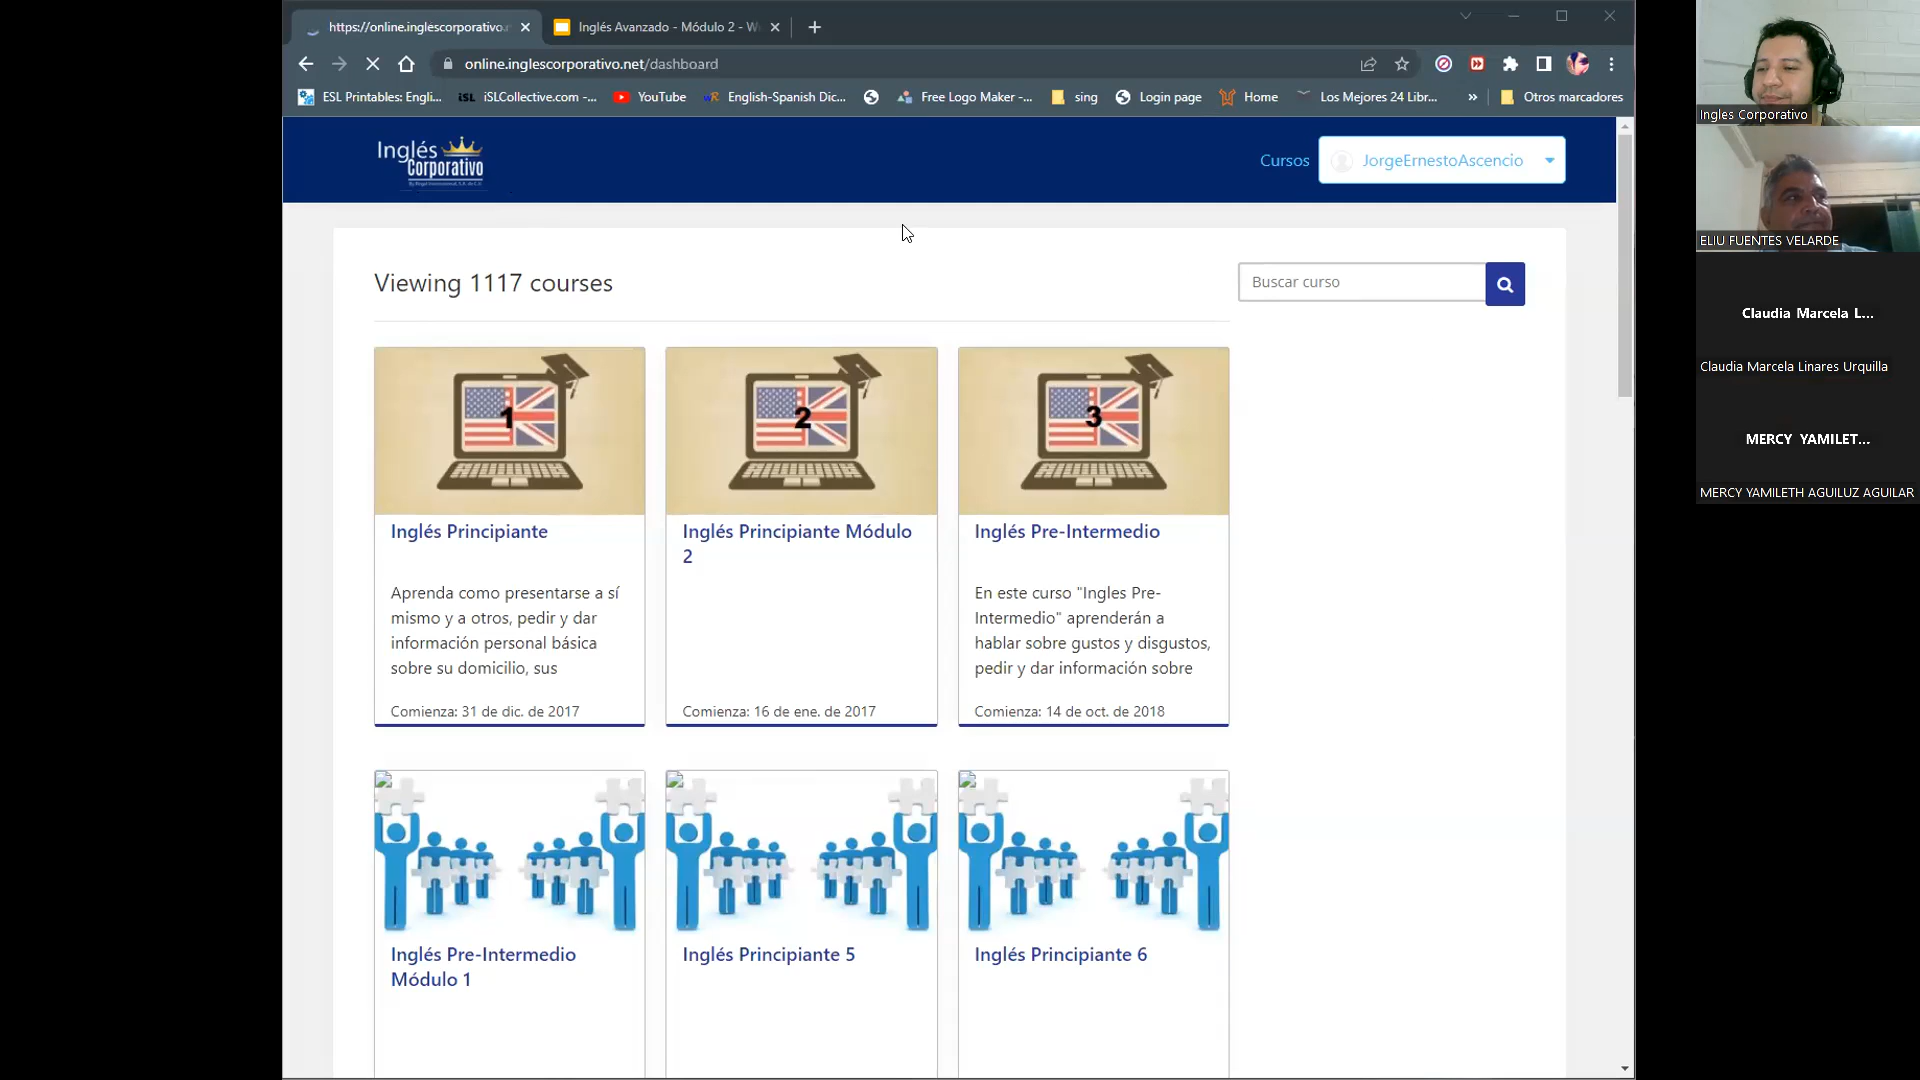 https://online.inglescorporativo.n
Inglés Avanzado - Módulo 2 - W
online.inglescorporativo.net/dashboard
ESL Printables: Engli...
iSL
iSLCollective.com -...
YouTube
WR
English-Spanish Dic...
Free Logo Maker -...
sing
Login page
Home
Los Mejores 24 Libr...
»
Otros marcadores
Inglés
Corporativo
Cursos
JorgeErnestoAscencio
Viewing 1117 courses
Buscar curso
1
2
3
Inglés Principiante
Aprenda como presentarse a sí
mismo y a otros, pedir y dar
información personal básica
sobre su domicilio, sus
Comienza: 31 de dic. de 2017
Inglés Principiante Módulo
2
Comienza: 16 de ene. de 2017
Inglés Pre-Intermedio
En este curso "Ingles Pre-
Intermedio" aprenderán a
hablar sobre gustos y disgustos,
pedir y dar información sobre
Comienza: 14 de oct. de 2018
Inglés Pre-Intermedio
Módulo 1
Inglés Principiante 5
Inglés Principiante 6
Ingles Corporativo
ELIU FUENTES VELARDE
Claudia Marcela L...
Claudia Marcela Linares Urquilla
MERCY YAMILET...
MERCY YAMILETH AGUILUZ AGUILAR